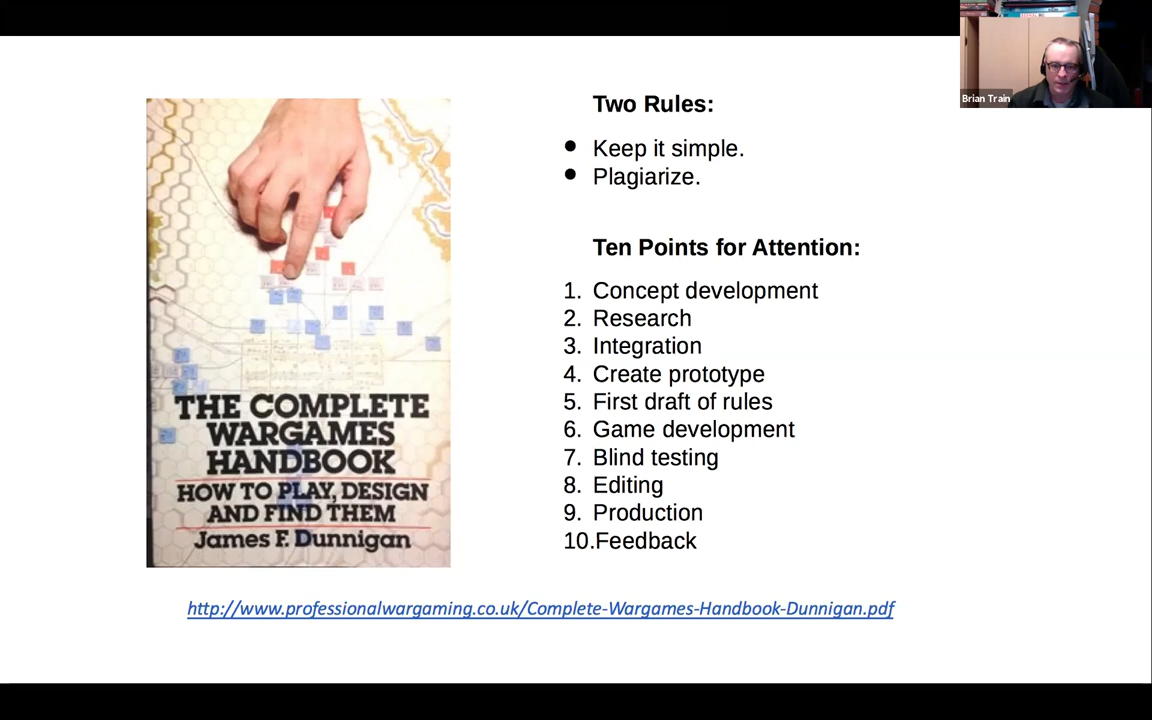 Brian Train
Two Rules:
● Keep it simple.
● Plagiarize.
Ten Points for Attention:
1. Concept development
2. Research
3. Integration
4. Create prototype
5. First draft of rules
6. Game development
7. Blind testing
8. Editing
9. Production
10.Feedback
THE COMPLETE
WARGAMES
HANDBOOK
HOW TO PLAY, DESIGN
AND FIND THEM
James F. Dunnigan
http://www.professionalwargaming.co.uk/Complete-Wargames-Handbook-Dunnigan.pdf